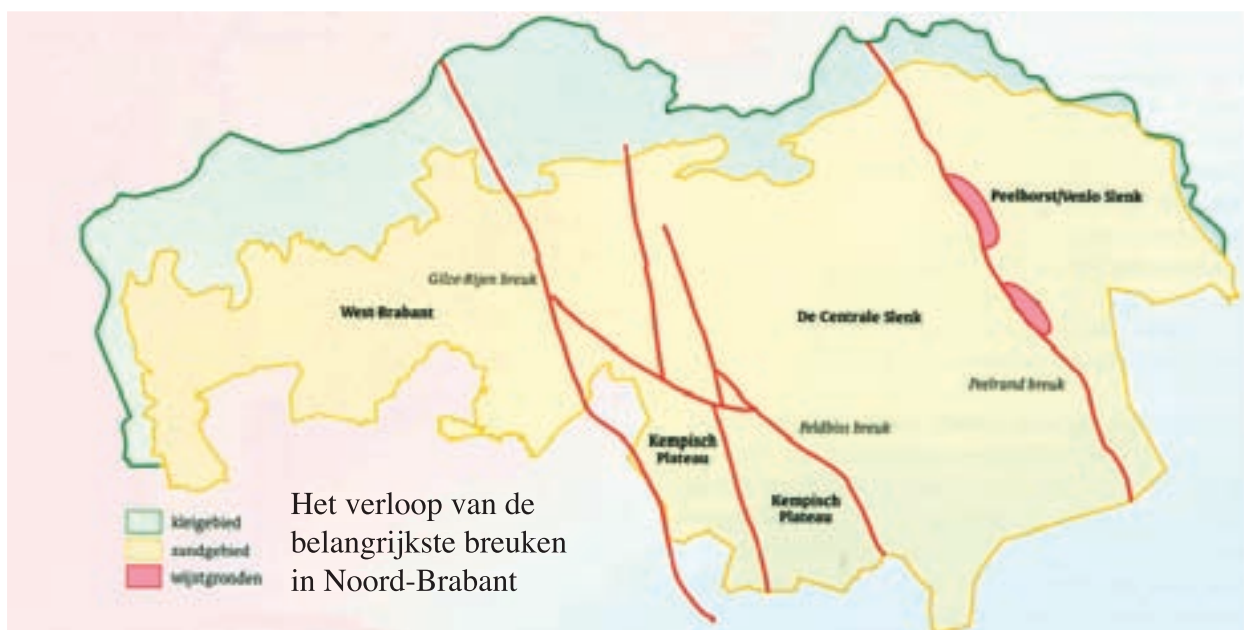 Peelhorst/Venlo Slenk
Gilze-Rijen breuk
West-Brabant
De Centrale Slenk
Peelrand breuk
Feldbiss breuk
Kempisch
Plateau
Kempisch
Plateau
kleigebied
zandgebied
wijstgronden
Het verloop van de
belangrijkste breuken
in Noord-Brabant